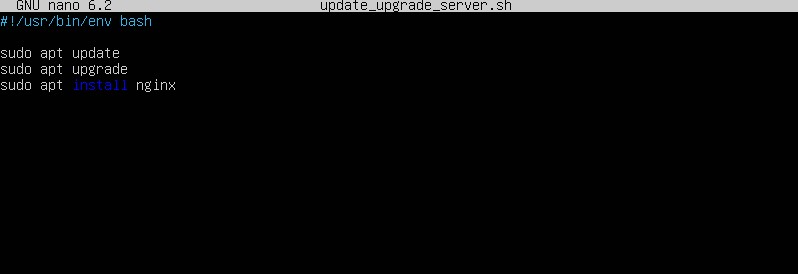 GNU nano 6.2 update_upgrade_server.sh
#!/usr/bin/env bash
sudo apt update
sudo apt upgrade
sudo apt install nginx